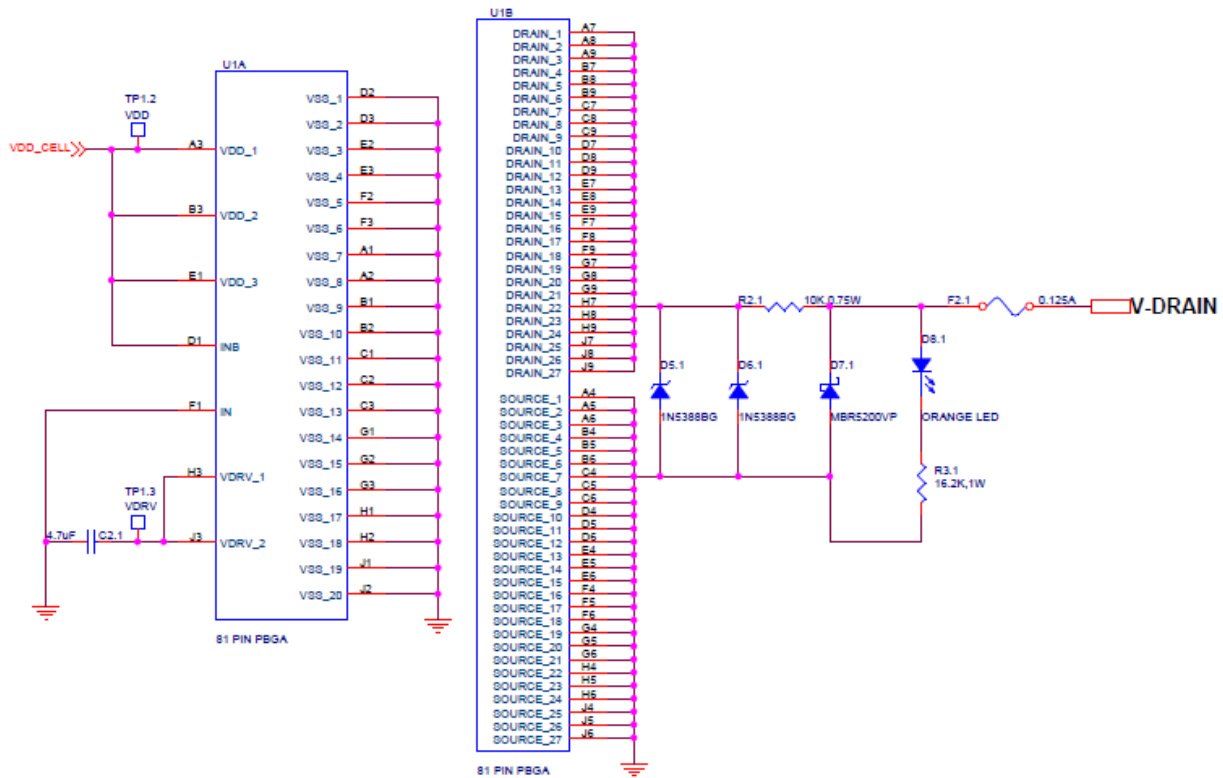 U1A
TP1.2
VDD
VDD_CELL
A3 VDD_1
B3 VDD_2
E1 VDD_3
D1 INB
F1 IN
H3 VDRV_1
TP1.3
VDRV
4.7uF C2.1
J3 VDRV_2
VSS_1 D2
VSS_2 D3
VSS_3 E2
VSS_4 E3
VSS_5 F2
VSS_6 F3
VSS_7 A1
VSS_8 A2
VSS_9 B1
VSS_10 B2
VSS_11 C1
VSS_12 C2
VSS_13 C3
VSS_14 G1
VSS_15 G2
VSS_16 G3
VSS_17 H1
VSS_18 H2
VSS_19 J1
VSS_20 J2
81 PIN PBGA
U1B
DRAIN_1 A7
DRAIN_2 A8
DRAIN_3 A9
DRAIN_4 B7
DRAIN_5 B8
DRAIN_6 B9
DRAIN_7 C7
DRAIN_8 C8
DRAIN_9 C9
DRAIN_10 D7
DRAIN_11 D8
DRAIN_12 D9
DRAIN_13 E7
DRAIN_14 E8
DRAIN_15 E9
DRAIN_16 F7
DRAIN_17 F8
DRAIN_18 F9
DRAIN_19 G7
DRAIN_20 G8
DRAIN_21 G9
DRAIN_22 H7
DRAIN_23 H8
DRAIN_24 H9
DRAIN_25 J7
DRAIN_26 J8
DRAIN_27 J9
SOURCE_1 A4
SOURCE_2 A5
SOURCE_3 A6
SOURCE_4 B4
SOURCE_5 B5
SOURCE_6 B6
SOURCE_7 C4
SOURCE_8 C5
SOURCE_9 C6
SOURCE_10 D4
SOURCE_11 D5
SOURCE_12 D6
SOURCE_13 E4
SOURCE_14 E5
SOURCE_15 E6
SOURCE_16 F4
SOURCE_17 F5
SOURCE_18 F6
SOURCE_19 G4
SOURCE_20 G5
SOURCE_21 G6
SOURCE_22 H4
SOURCE_23 H5
SOURCE_24 H6
SOURCE_25 J4
SOURCE_26 J5
SOURCE_27 J6
81 PIN PBGA
R2.1 10K,0.75W
F2.1 0.125A
V-DRAIN
D5.1
1N5388BG
D6.1
1N5388BG
D7.1
MBR5200VP
D8.1
ORANGE LED
R3.1
16.2K,1W